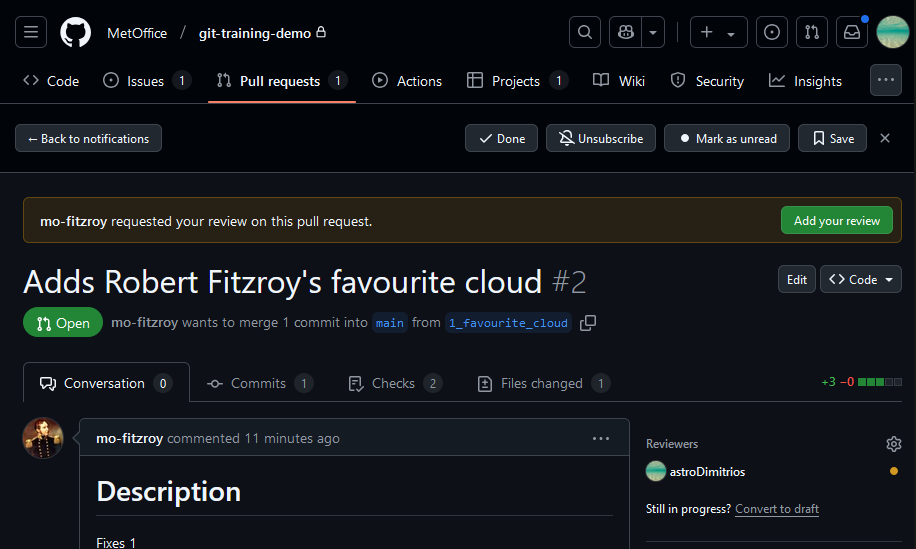 MetOffice / git-training-demo
Code Issues 1 Pull requests 1 Actions Projects 1 Wiki Security Insights ...
← Back to notifications Done Unsubscribe Mark as unread Save
mo-fitzroy requested your review on this pull request. Add your review
Adds Robert Fitzroy's favourite cloud #2 Edit Code
Open mo-fitzroy wants to merge 1 commit into main from 1_favourite_cloud
Conversation 0 Commits 1 Checks 2 Files changed 1 +3 −0
mo-fitzroy commented 11 minutes ago ...
Description
Fixes 1
Reviewers
astroDimitrios
Still in progress? Convert to draft